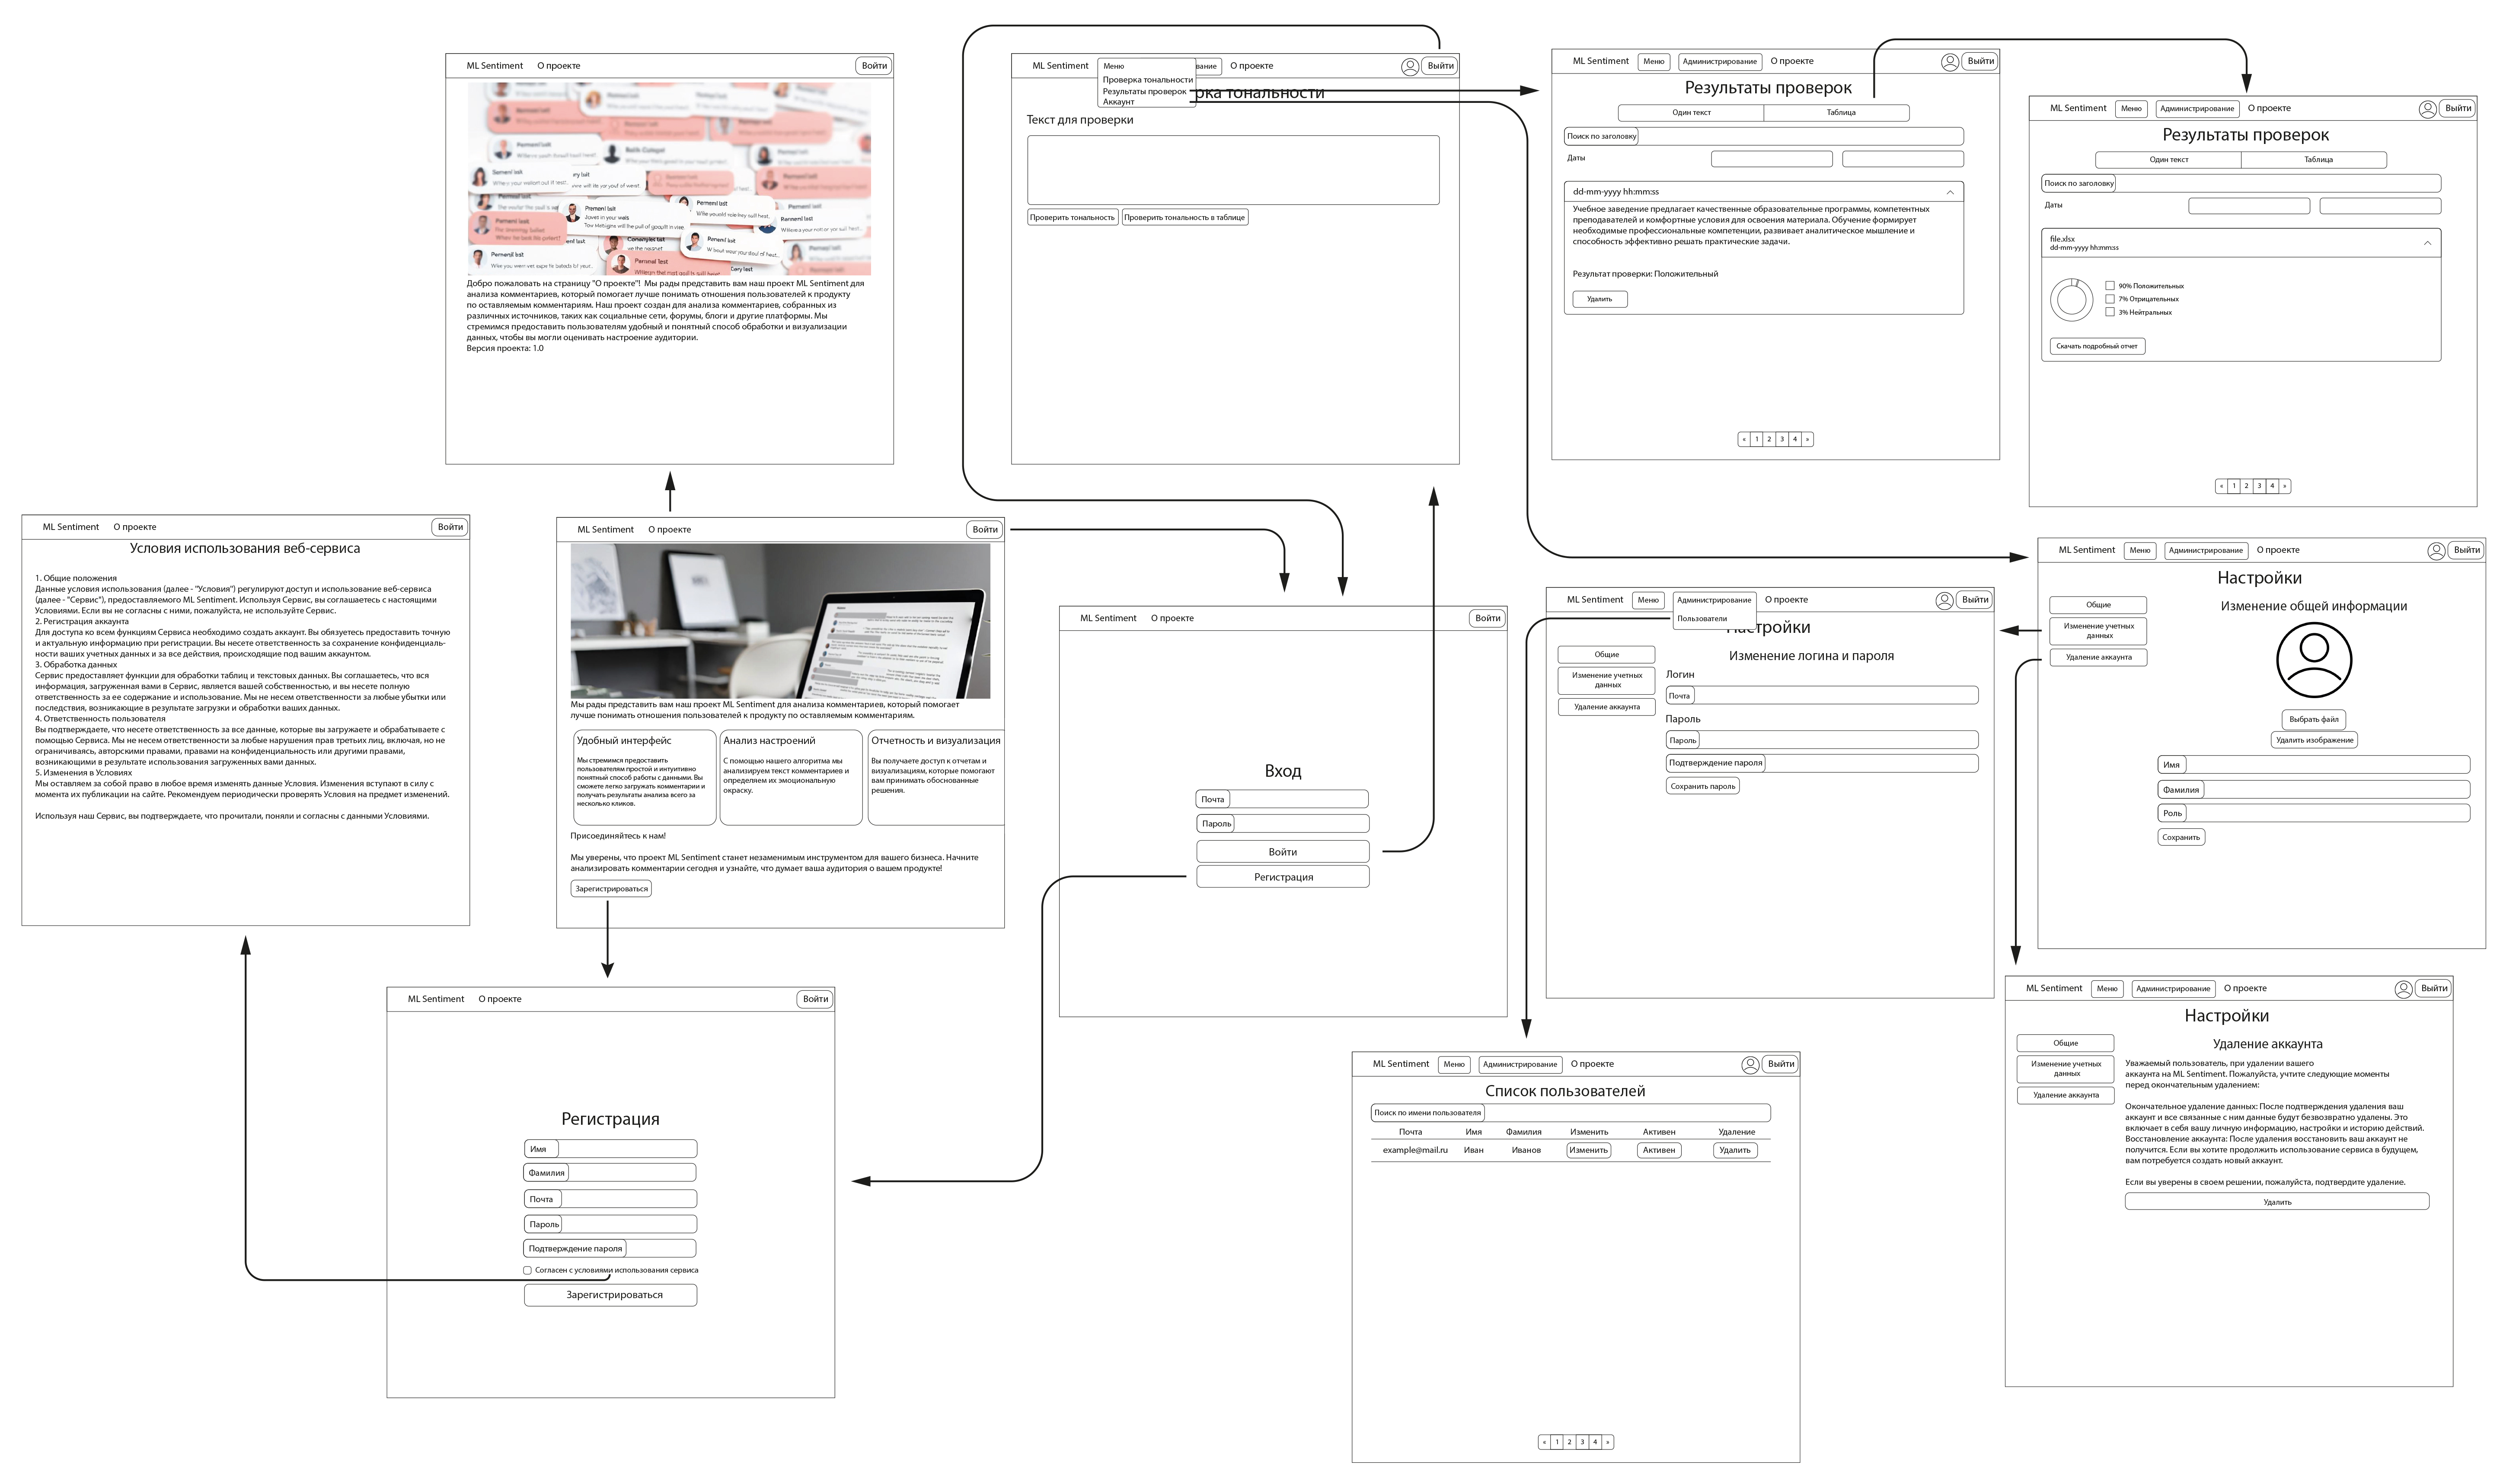 ML Sentiment О проекте Войти
Добро пожаловать на страницу "О проекте"! Мы рады представить вам наш проект ML Sentiment для
анализа комментариев, который помогает лучше понимать отношения пользователей к продукту
по оставляемым комментариям. Наш проект создан для анализа комментариев, собранных из
различных источников, таких как социальные сети, форумы, блоги и другие платформы. Мы
стремимся предоставить пользователям удобный и понятный способ обработки и визуализации
данных, чтобы вы могли оценивать настроение аудитории.
Версия проекта: 1.0
ML Sentiment Меню вание О проекте Выйти
Проверка тональности
Результаты проверок
Аккаунт
рка тональности
Текст для проверки
Проверить тональность Проверить тональность в таблице
ML Sentiment Меню Администрирование О проекте Выйти
Результаты проверок
Один текст Таблица
Поиск по заголовку
Даты
dd-mm-yyyy hh:mm:ss
Учебное заведение предлагает качественные образовательные программы, компетентных
преподавателей и комфортные условия для освоения материала. Обучение формирует
необходимые профессиональные компетенции, развивает аналитическое мышление и
способность эффективно решать практические задачи.
Результат проверки: Положительный
Удалить
« 1 2 3 4 »
ML Sentiment Меню Администрирование О проекте Выйти
Результаты проверок
Один текст Таблица
Поиск по заголовку
Даты
file.xlsx
dd-mm-yyyy hh:mm:ss
90% Положительных
7% Отрицательных
3% Нейтральных
Скачать подробный отчет
« 1 2 3 4 »
ML Sentiment О проекте Войти
Условия использования веб-сервиса
1. Общие положения
Данные условия использования (далее - "Условия") регулируют доступ и использование веб-сервиса
(далее - "Сервис"), предоставляемого ML Sentiment. Используя Сервис, вы соглашаетесь с настоящими
Условиями. Если вы не согласны с ними, пожалуйста, не используйте Сервис.
2. Регистрация аккаунта
Для доступа ко всем функциям Сервиса необходимо создать аккаунт. Вы обязуетесь предоставить точную
и актуальную информацию при регистрации. Вы несете ответственность за сохранение конфиденциаль-
ности ваших учетных данных и за все действия, происходящие под вашим аккаунтом.
3. Обработка данных
Сервис предоставляет функции для обработки таблиц и текстовых данных. Вы соглашаетесь, что вся
информация, загруженная вами в Сервис, является вашей собственностью, и вы несете полную
ответственность за ее содержание и использование. Мы не несем ответственности за любые убытки или
последствия, возникающие в результате загрузки и обработки ваших данных.
4. Ответственность пользователя
Вы подтверждаете, что несете ответственность за все данные, которые вы загружаете и обрабатываете с
помощью Сервиса. Мы не несем ответственности за любые нарушения прав третьих лиц, включая, но не
ограничиваясь, авторскими правами, правами на конфиденциальность или другими правами,
возникающими в результате использования загруженных вами данных.
5. Изменения в Условиях
Мы оставляем за собой право в любое время изменять данные Условия. Изменения вступают в силу с
момента их публикации на сайте. Рекомендуем периодически проверять Условия на предмет изменений.
Используя наш Сервис, вы подтверждаете, что прочитали, поняли и согласны с данными Условиями.
ML Sentiment О проекте Войти
Мы рады представить вам наш проект ML Sentiment для анализа комментариев, который помогает
лучше понимать отношения пользователей к продукту по оставляемым комментариям.
Удобный интерфейс
Мы стремимся предоставить
пользователям простой и интуитивно
понятный способ работы с данными. Вы
сможете легко загружать комментарии и
получать результаты анализа всего за
несколько кликов.
Анализ настроений
С помощью нашего алгоритма мы
анализируем текст комментариев и
определяем их эмоциональную
окраску.
Отчетность и визуализация
Вы получаете доступ к отчетам и
визуализациям, которые помогают
вам принимать обоснованные
решения.
Присоединяйтесь к нам!
Мы уверены, что проект ML Sentiment станет незаменимым инструментом для вашего бизнеса. Начните
анализировать комментарии сегодня и узнайте, что думает ваша аудитория о вашем продукте!
Зарегистрироваться
ML Sentiment О проекте Войти
Вход
Почта
Пароль
Войти
Регистрация
ML Sentiment Меню Администрирование О проекте Выйти
Пользователи
Настройки
Общие
Изменение учетных
данных
Удаление аккаунта
Изменение логина и пароля
Логин
Почта
Пароль
Пароль
Подтверждение пароля
Сохранить пароль
ML Sentiment Меню Администрирование О проекте Выйти
Настройки
Общие
Изменение учетных
данных
Удаление аккаунта
Изменение общей информации
Выбрать файл
Удалить изображение
Имя
Фамилия
Роль
Сохранить
ML Sentiment О проекте Войти
Регистрация
Имя
Фамилия
Почта
Пароль
Подтверждение пароля
Согласен с условиями использования сервиса
Зарегистрироваться
ML Sentiment Меню Администрирование О проекте Выйти
Список пользователей
Поиск по имени пользователя
Почта Имя Фамилия Изменить Активен Удаление
example@mail.ru Иван Иванов Изменить Активен Удалить
« 1 2 3 4 »
ML Sentiment Меню Администрирование О проекте Выйти
Настройки
Общие
Изменение учетных
данных
Удаление аккаунта
Удаление аккаунта
Уважаемый пользователь, при удалении вашего
аккаунта на ML Sentiment. Пожалуйста, учтите следующие моменты
перед окончательным удалением:
Окончательное удаление данных: После подтверждения удаления ваш
аккаунт и все связанные с ним данные будут безвозвратно удалены. Это
включает в себя вашу личную информацию, настройки и историю действий.
Восстановление аккаунта: После удаления восстановить ваш аккаунт не
получится. Если вы хотите продолжить использование сервиса в будущем,
вам потребуется создать новый аккаунт.
Если вы уверены в своем решении, пожалуйста, подтвердите удаление.
Удалить